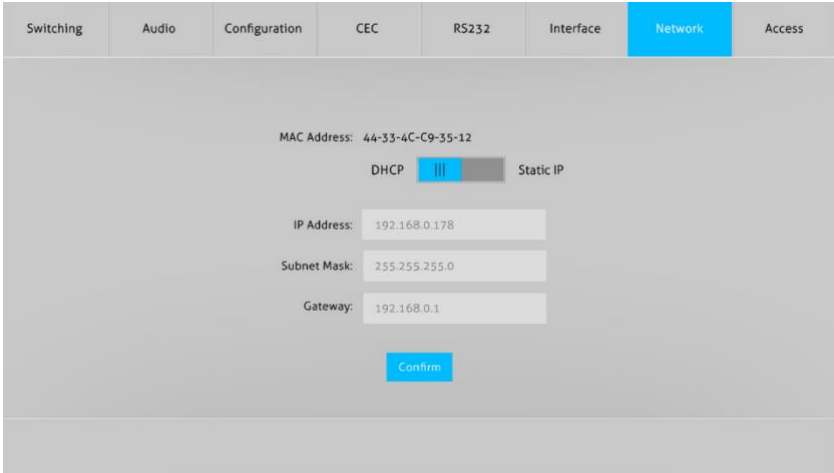 Switching Audio Configuration CEC RS232 Interface Network Access
MAC Address: 44-33-4C-C9-35-12
DHCP Static IP
IP Address: 192.168.0.178
Subnet Mask: 255.255.255.0
Gateway: 192.168.0.1
Confirm